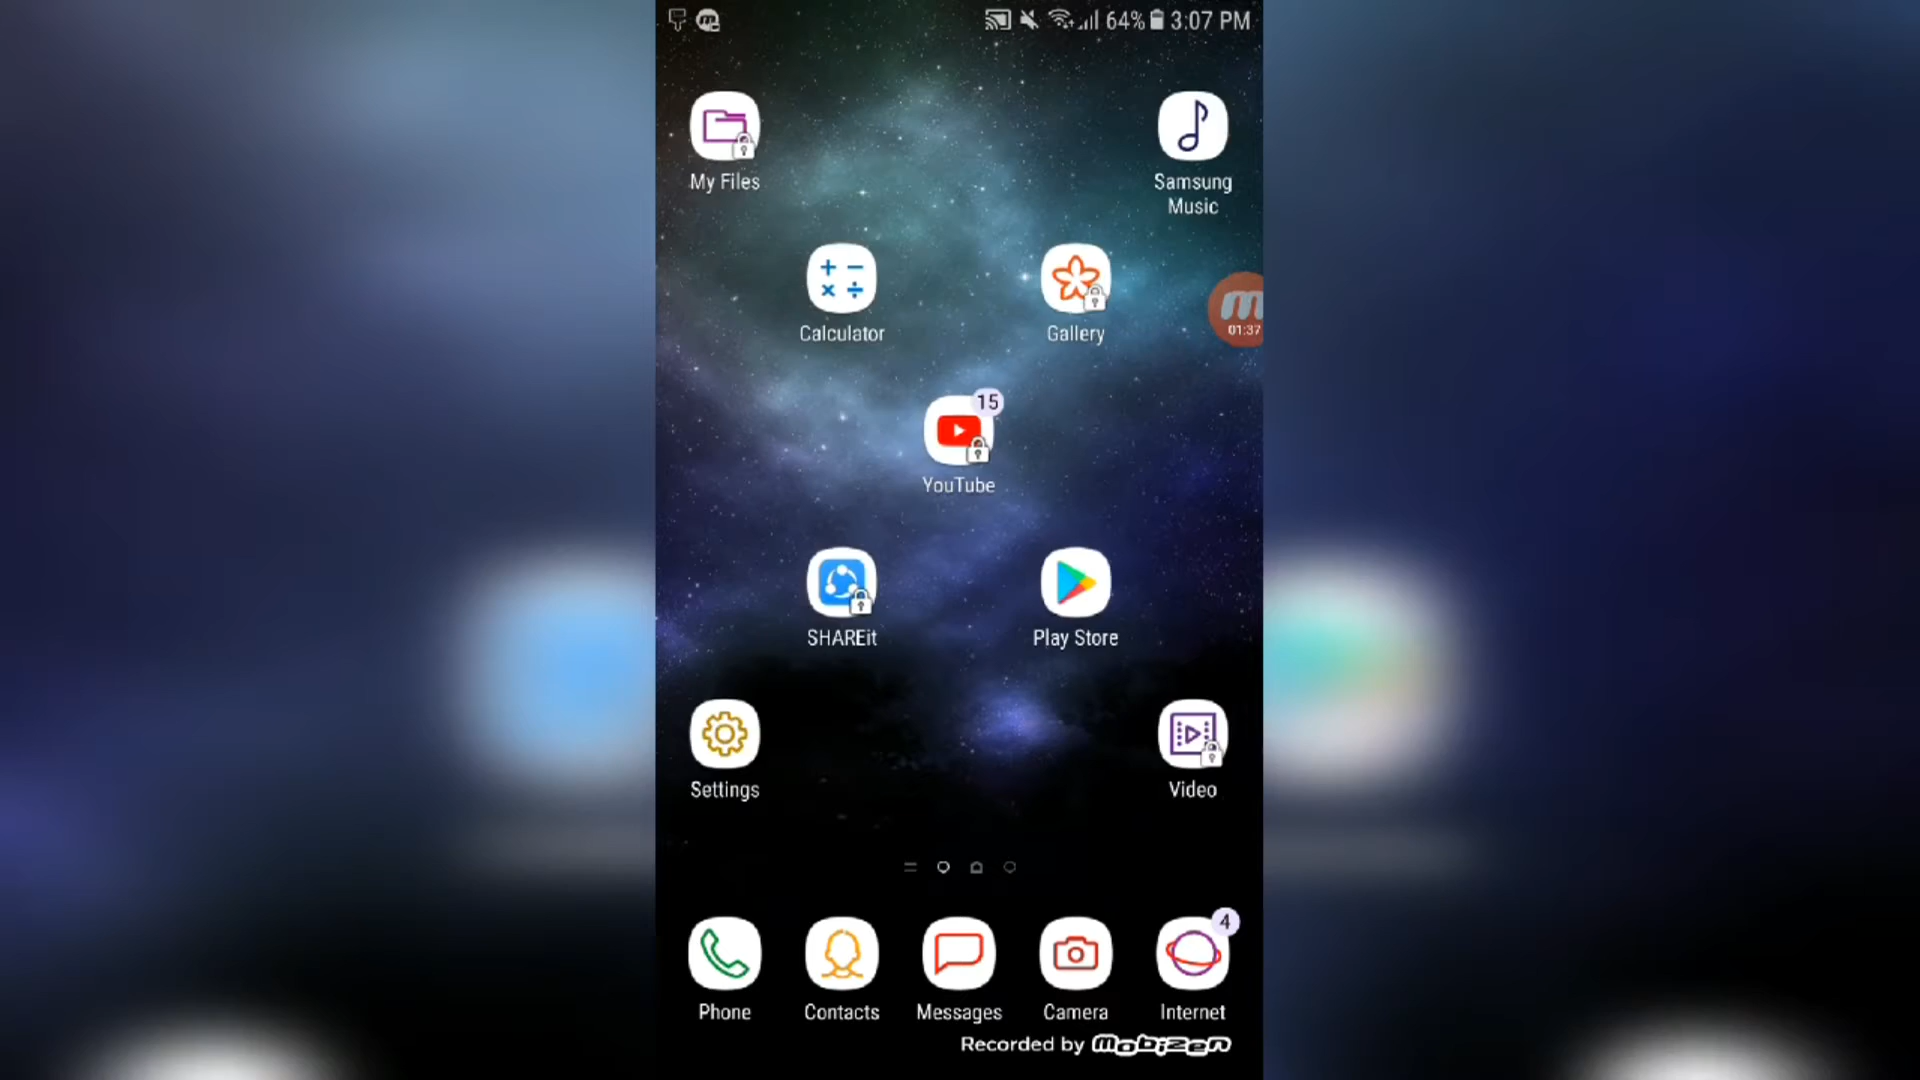 64% 3:07 PM
My Files
Samsung
Music
Calculator
Gallery
01:37
15
YouTube
SHAREit
Play Store
Settings
Video
4
Phone
Contacts
Messages
Camera
Internet
Recorded by mobizen